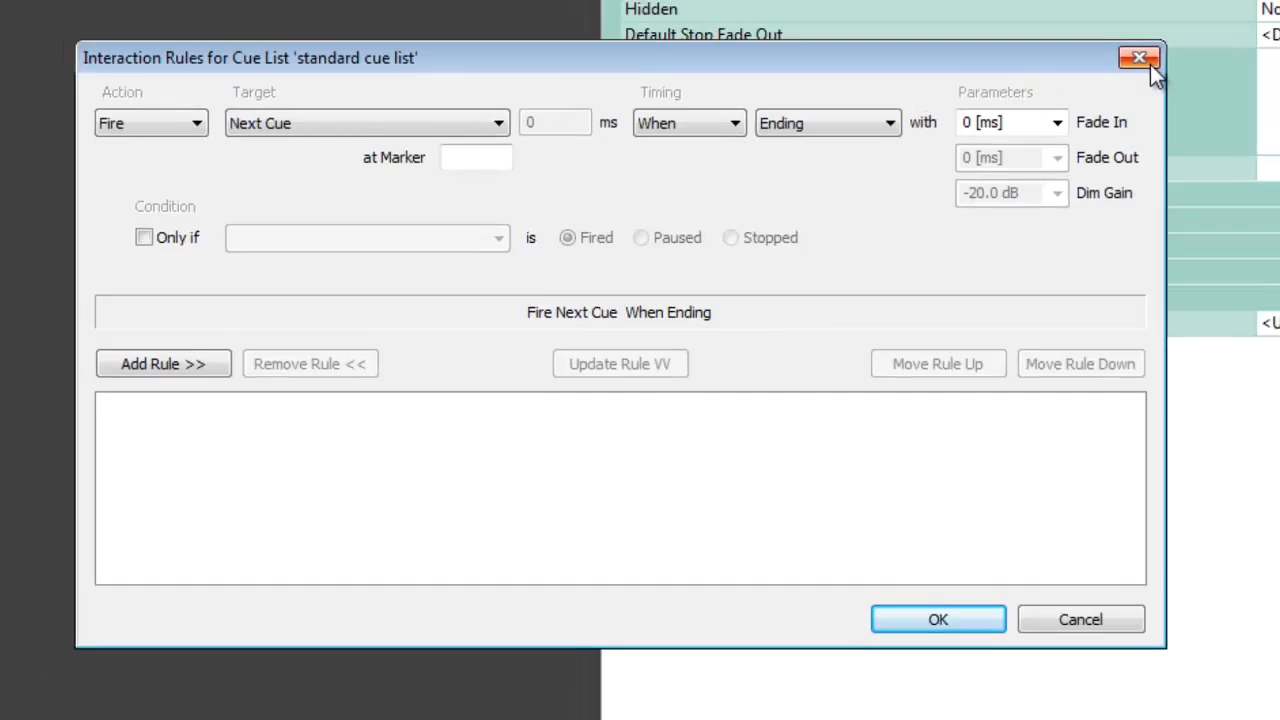 Hidden
No
Default Stop Fade Out
<D
Interaction Rules for Cue List 'standard cue list'
Action Target Timing Parameters
Fire Next Cue 0 ms When Ending with 0 [ms] Fade In
at Marker 0 [ms] Fade Out
-20.0 dB Dim Gain
Condition
Only if is Fired Paused Stopped
Fire Next Cue When Ending
<U
Add Rule >> Remove Rule << Update Rule VV Move Rule Up Move Rule Down
OK Cancel